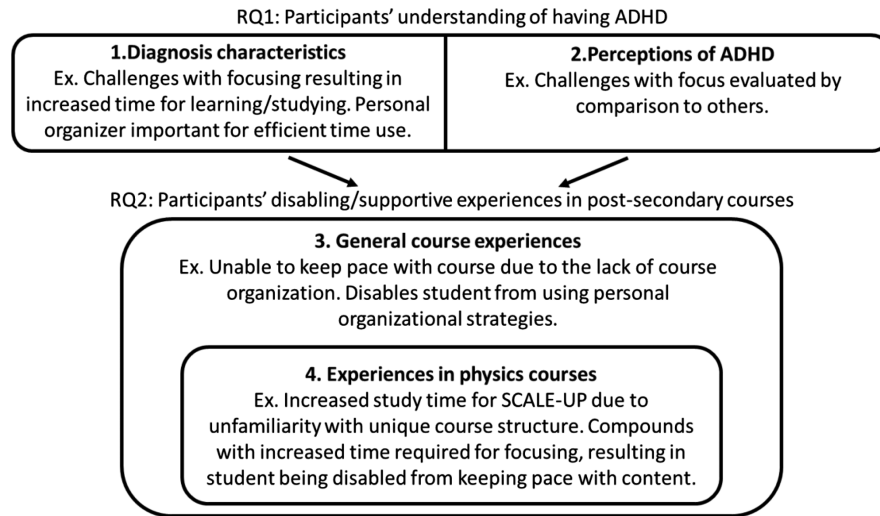 RQ1: Participants' understanding of having ADHD
1.Diagnosis characteristics
Ex. Challenges with focusing resulting in
increased time for learning/studying. Personal
organizer important for efficient time use.
2.Perceptions of ADHD
Ex. Challenges with focus evaluated by
comparison to others.
RQ2: Participants' disabling/supportive experiences in post-secondary courses
3. General course experiences
Ex. Unable to keep pace with course due to the lack of course
organization. Disables student from using personal
organizational strategies.
4. Experiences in physics courses
Ex. Increased study time for SCALE-UP due to
unfamiliarity with unique course structure. Compounds
with increased time required for focusing, resulting in
student being disabled from keeping pace with content.